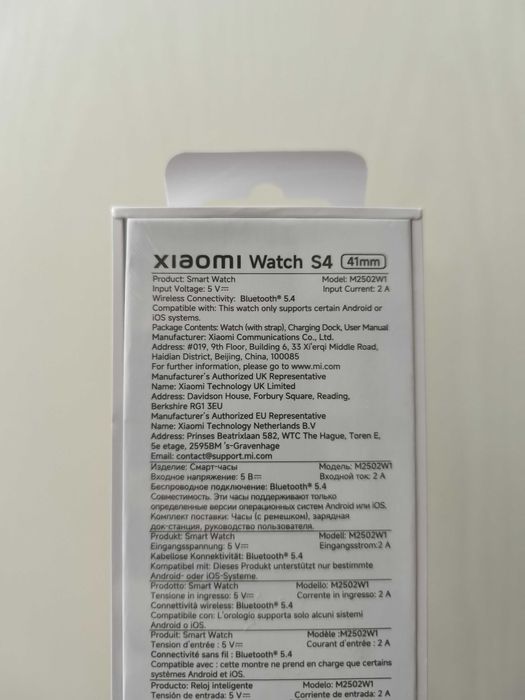 xiaomi Watch S4 41mm
Product: Smart Watch Model: M2502W1
Input Voltage: 5 V⎓ Input Current: 2 A
Wireless Connectivity: Bluetooth® 5.4
Compatible with: This watch only supports certain Android or
iOS systems.
Package Contents: Watch (with strap), Charging Dock, User Manual
Manufacturer: Xiaomi Communications Co., Ltd.
Address: #019, 9th Floor, Building 6, 33 Xi'erqi Middle Road,
Haidian District, Beijing, China, 100085
For further information, please go to www.mi.com
Manufacturer's Authorized UK Representative
Name: Xiaomi Technology UK Limited
Address: Davidson House, Forbury Square, Reading,
Berkshire RG1 3EU
Manufacturer's Authorized EU Representative
Name: Xiaomi Technology Netherlands B.V
Address: Prinses Beatrixlaan 582, WTC The Hague, Toren E,
5e etage, 2595BM 's-Gravenhage
Email: contact@support.mi.com
Изделие: Смарт-часы Модель: M2502W1
Входное напряжение: 5 В⎓ Входной ток: 2 А
Беспроводное подключение: Bluetooth® 5.4
Совместимость. Эти часы поддерживают только
определенные версии операционных систем Android или iOS.
Комплект поставки: Часы (с ремешком), зарядная
док-станция, руководство пользователя.
Produkt: Smart Watch Modell: M2502W1
Eingangsspannung: 5 V⎓ Eingangsstrom:2 A
Kabellose Konnektivität: Bluetooth® 5.4
Kompatibel mit: Dieses Produkt unterstützt nur bestimmte
Android- oder iOS-Systeme.
Prodotto: Smart Watch Modello: M2502W1
Tensione in ingresso: 5 V⎓ Corrente in ingresso: 2 A
Connettività wireless: Bluetooth® 5.4
Compatibile con: L'orologio supporta solo alcuni sistemi
Android o iOS.
Produit: Smart Watch Modèle :M2502W1
Tension d'entrée : 5 V⎓ Courant d'entrée : 2 A
Connectivité sans fil : Bluetooth® 5.4
Compatible avec : cette montre ne prend en charge que certains
systèmes Android et iOS.
Producto: Reloj inteligente Modelo: M2502W1
Tensión de entrada: 5 V⎓ Corriente de entrada: 2 A